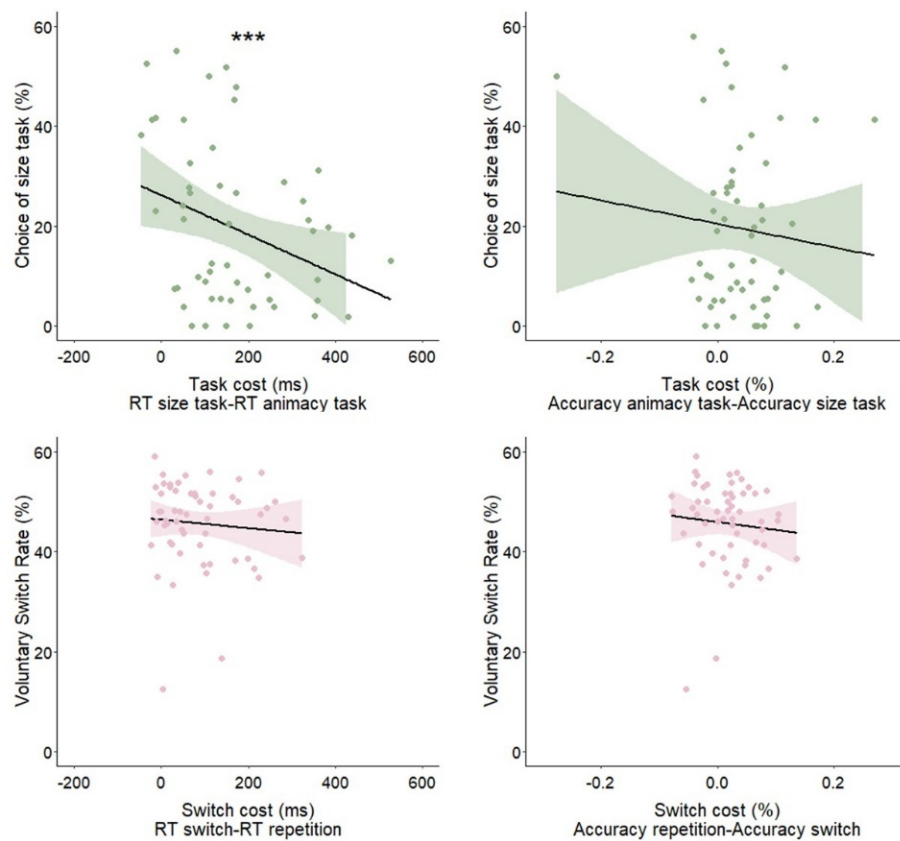 ***
Choice of size task (%)
60
40
20
0
-200
0
200
400
600
Task cost (ms)
RT size task-RT animacy task
Choice of size task (%)
60
40
20
0
-0.2
0.0
0.2
Task cost (%)
Accuracy animacy task-Accuracy size task
Voluntary Switch Rate (%)
60
40
20
0
-200
0
200
400
600
Switch cost (ms)
RT switch-RT repetition
Voluntary Switch Rate (%)
60
40
20
0
-0.2
0.0
0.2
Switch cost (%)
Accuracy repetition-Accuracy switch